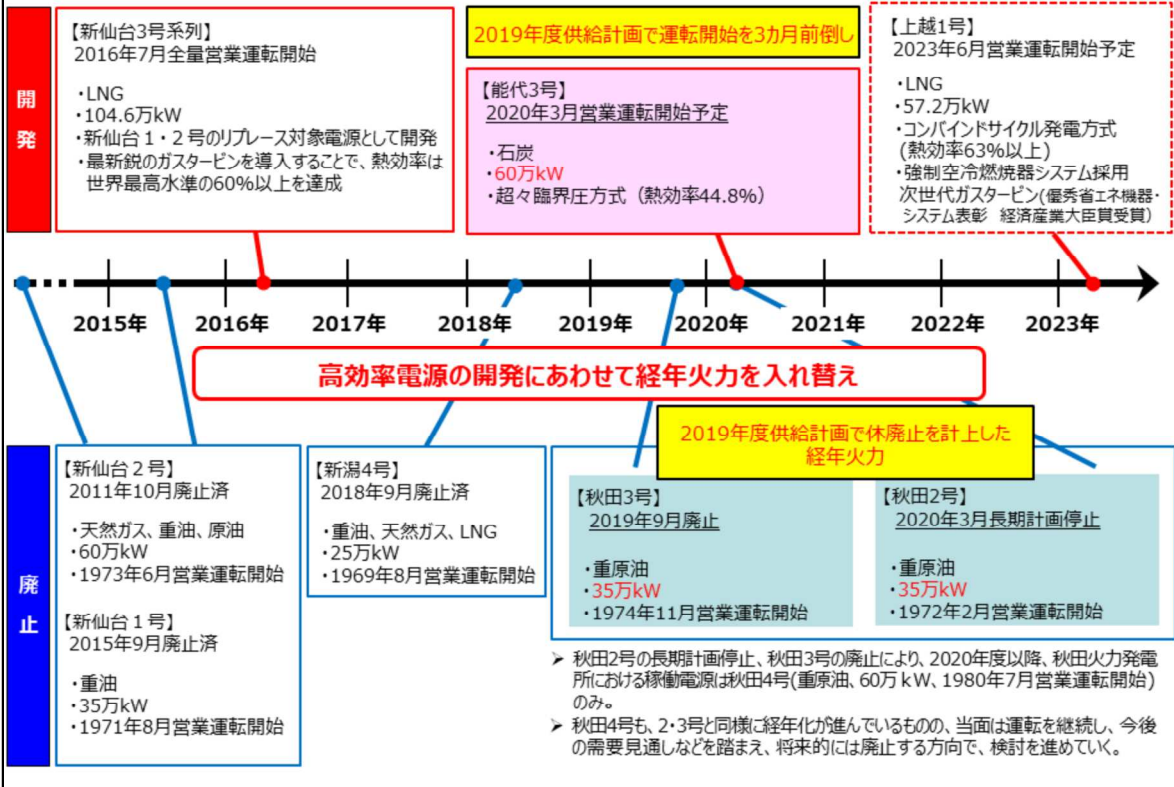 開発
【新仙台3号系列】
2016年7月全量営業運転開始
・LNG
・104.6万kW
・新仙台１・２号のリプレース対象電源として開発
・最新鋭のガスタービンを導入することで、熱効率は
世界最高水準の60%以上を達成
2019年度供給計画で運転開始を3カ月前倒し
【能代3号】
2020年3月営業運転開始予定
・石炭
・60万kW
・超々臨界圧方式（熱効率44.8%）
【上越1号】
2023年6月営業運転開始予定
・LNG
・57.2万kW
・コンバインドサイクル発電方式
(熱効率63%以上)
・強制空冷燃焼器システム採用
次世代ガスタービン(優秀省エネ機器・
システム表彰　経済産業大臣賞受賞）
2015年 2016年 2017年 2018年 2019年 2020年 2021年 2022年 2023年
高効率電源の開発にあわせて経年火力を入れ替え
2019年度供給計画で休廃止を計上した
経年火力
廃止
【新仙台２号】
2011年10月廃止済
・天然ガス、重油、原油
・60万kW
・1973年6月営業運転開始
【新仙台１号】
2015年9月廃止済
・重油
・35万kW
・1971年8月営業運転開始
【新潟4号】
2018年9月廃止済
・重油、天然ガス、LNG
・25万kW
・1969年8月営業運転開始
【秋田3号】
2019年9月廃止
・重原油
・35万kW
・1974年11月営業運転開始
【秋田2号】
2020年3月長期計画停止
・重原油
・35万kW
・1972年2月営業運転開始
➢ 秋田2号の長期計画停止、秋田3号の廃止により、2020年度以降、秋田火力発電
所における稼働電源は秋田4号(重原油、60万ｋW、1980年7月営業運転開始)
のみ。
➢ 秋田4号も、2・3号と同様に経年化が進んでいるものの、当面は運転を継続し、今後
の需要見通しなどを踏まえ、将来的には廃止する方向で、検討を進めていく。